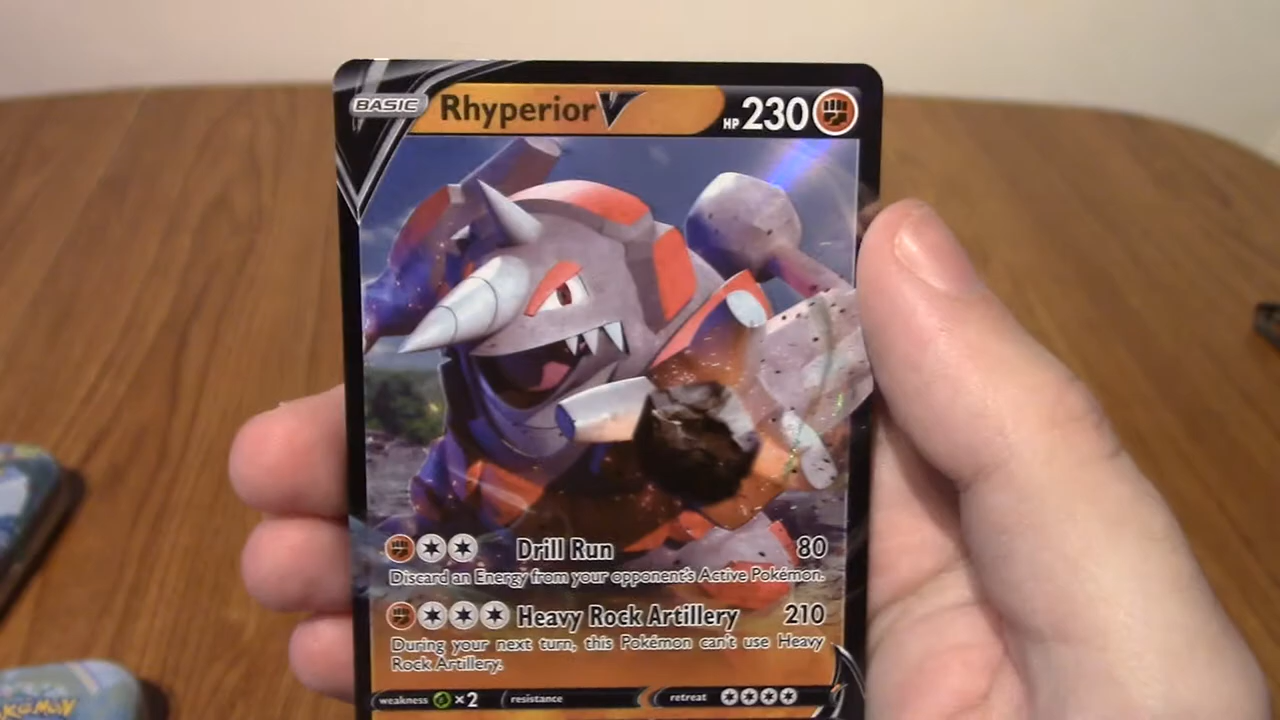 BASIC Rhyperior V HP 230
Drill Run 80
Discard an Energy from your opponent's Active Pokémon.
Heavy Rock Artillery 210
During your next turn, this Pokémon can't use Heavy
Rock Artillery.
weakness ×2 resistance retreat
POKéMON